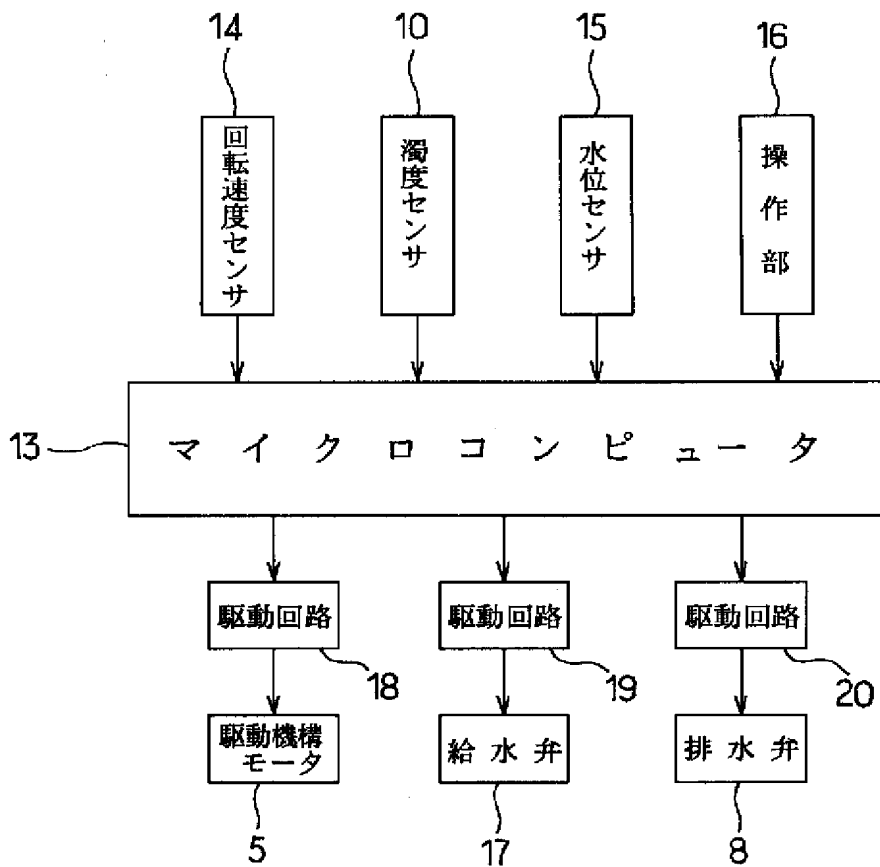 14
10
15
16
回転速度センサ
濁度センサ
水位センサ
操作部
13
マイクロコンピュータ
駆動回路
駆動回路
駆動回路
18
19
20
駆動機構
モータ
給水弁
排水弁
5
17
8